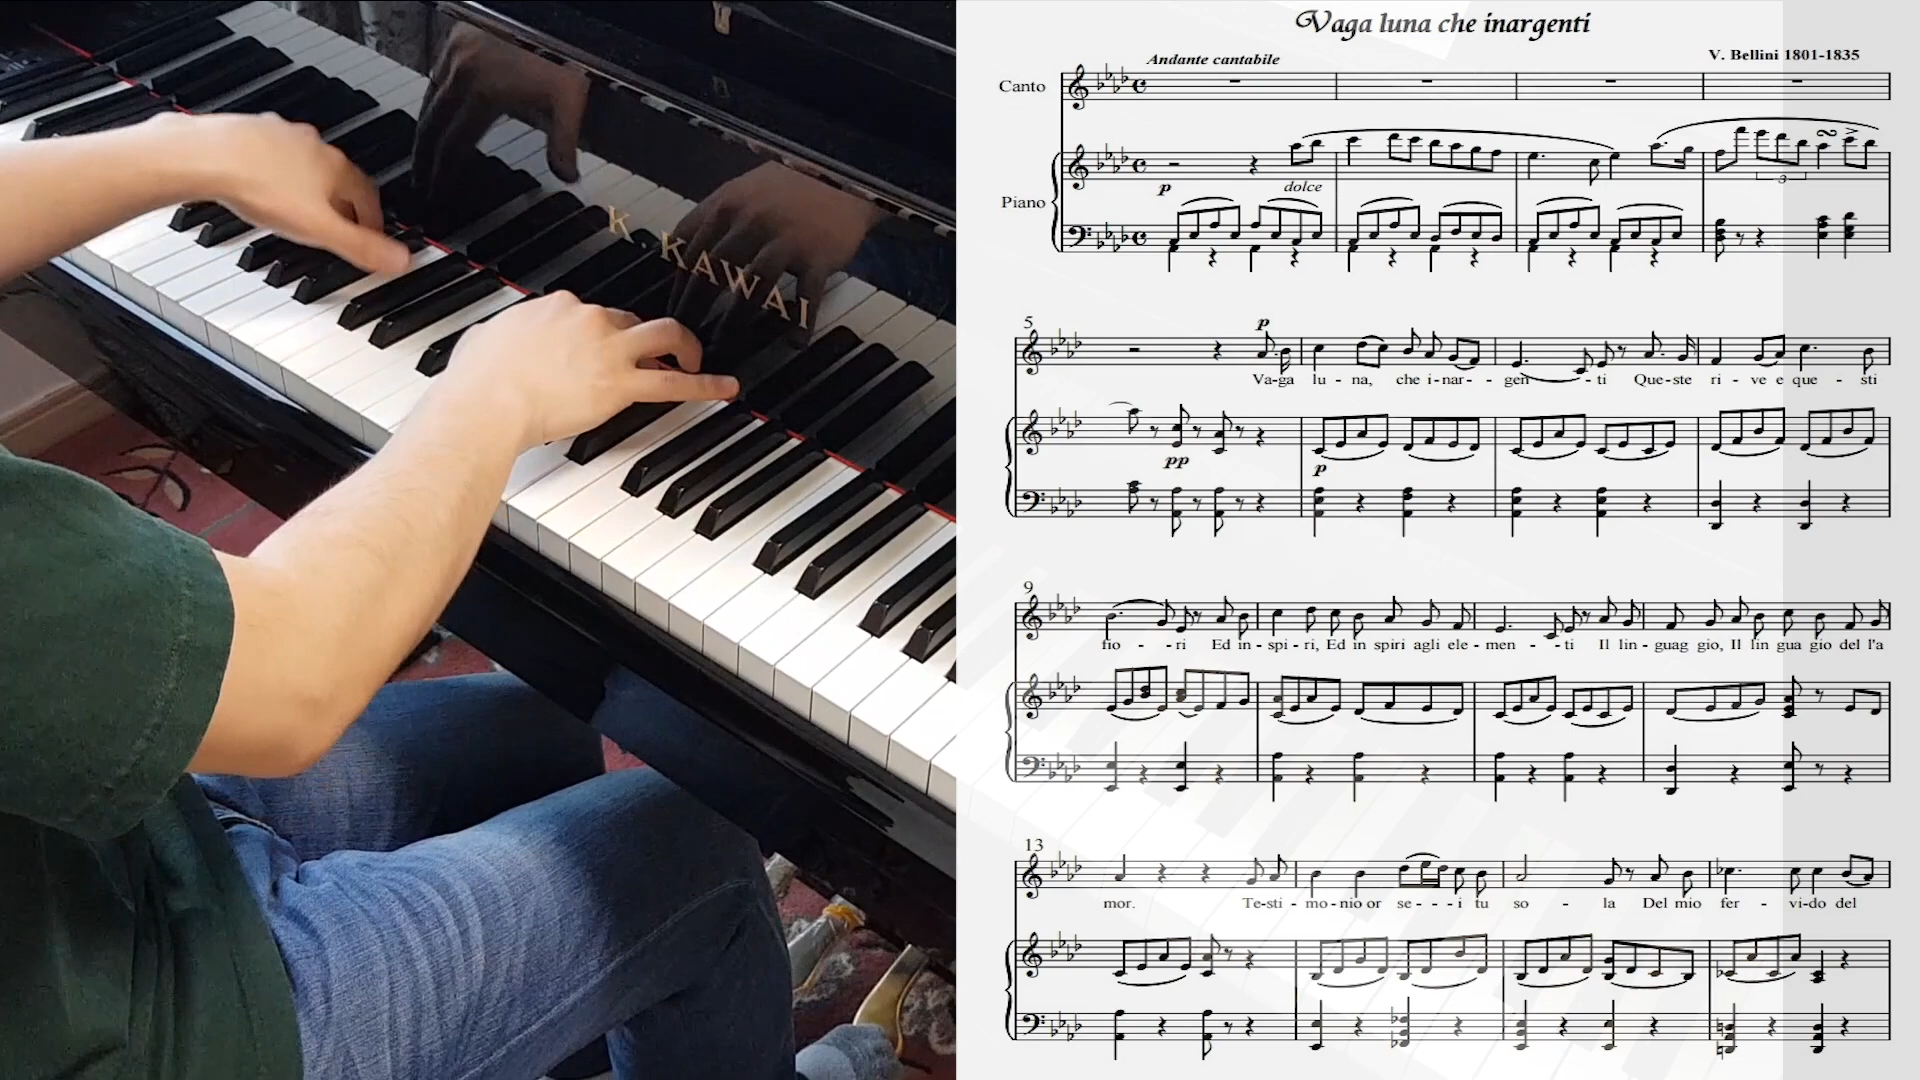 K. KAWAI
Vaga luna che inargenti
Andante cantabile
V. Bellini 1801-1835
Canto
Piano
p
dolce
3
5
p
Va-ga lu - na, che i-nar - gen - ti Que-ste ri - ve e que - sti
pp
p
9
fio - - ri Ed in - spi - ri, Ed in spiri agli ele - men - - ti Il lin - guag gio, Il lin gua gio del l'a
13
mor. Te-sti - mo-nio or se - - - i tu so - la Del mio fer - vi-do del